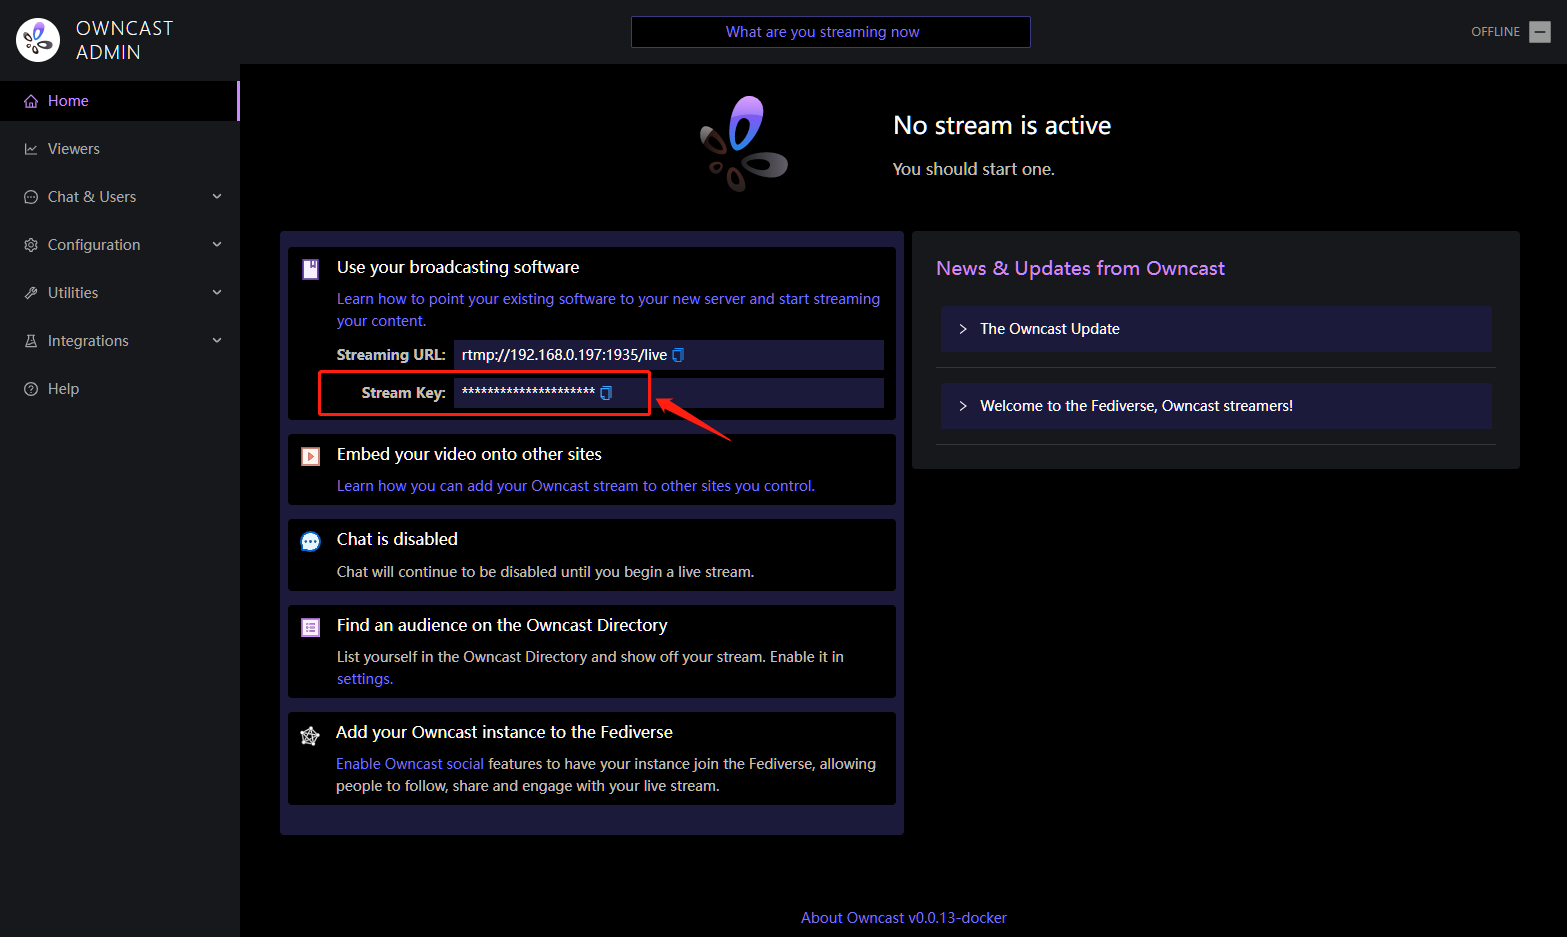 OWNCAST
ADMIN
What are you streaming now
OFFLINE
Home
Viewers
Chat & Users
Configuration
Utilities
Integrations
Help
No stream is active
You should start one.
Use your broadcasting software
Learn how to point your existing software to your new server and start streaming
your content.
Streaming URL: rtmp://192.168.0.197:1935/live
Stream Key: *********************
Embed your video onto other sites
Learn how you can add your Owncast stream to other sites you control.
Chat is disabled
Chat will continue to be disabled until you begin a live stream.
Find an audience on the Owncast Directory
List yourself in the Owncast Directory and show off your stream. Enable it in
settings.
Add your Owncast instance to the Fediverse
Enable Owncast social features to have your instance join the Fediverse, allowing
people to follow, share and engage with your live stream.
News & Updates from Owncast
The Owncast Update
Welcome to the Fediverse, Owncast streamers!
About Owncast v0.0.13-docker